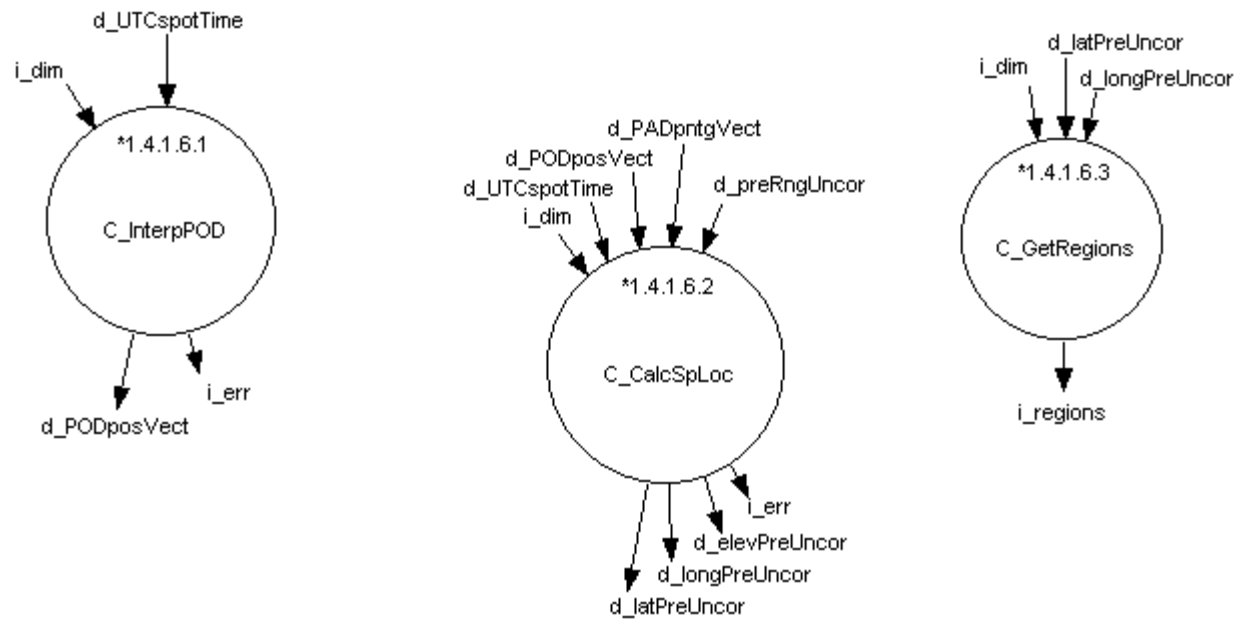 d_UTCspotTime
i_dim
*1.4.1.6.1
C_InterpPOD
i_err
d_PODposVect
d_PADpntgVect
d_PODposVect
d_UTCspotTime
d_preRngUncor
i_dim
*1.4.1.6.2
C_CalcSpLoc
i_err
d_elevPreUncor
d_longPreUncor
d_latPreUncor
d_latPreUncor
i_dim
d_longPreUncor
*1.4.1.6.3
C_GetRegions
i_regions